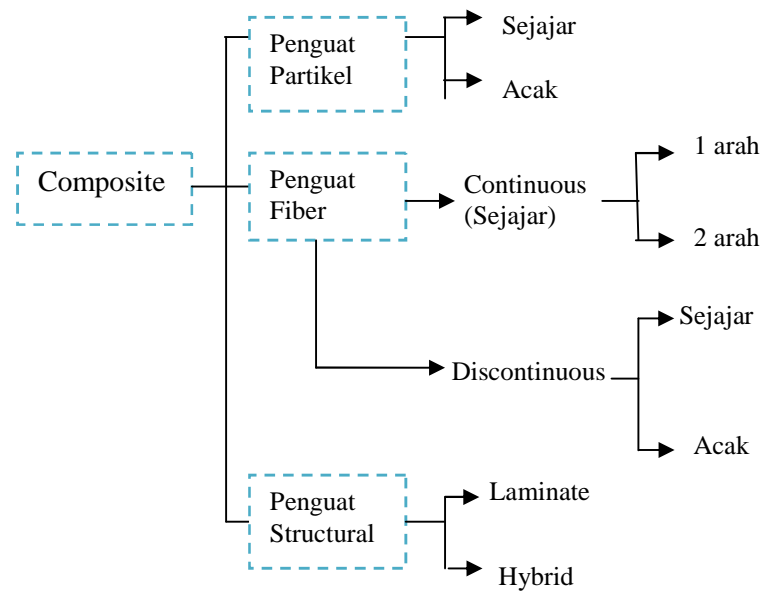 Composite
Penguat
Partikel
Sejajar
Acak
Penguat
Fiber
Continuous
(Sejajar)
1 arah
2 arah
Discontinuous
Sejajar
Acak
Penguat
Structural
Laminate
Hybrid